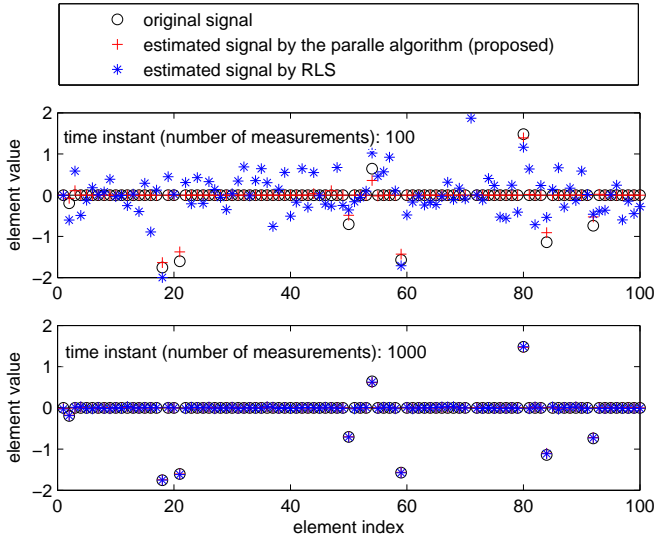 original signal
estimated signal by the paralle algorithm (proposed)
estimated signal by RLS
time instant (number of measurements): 100
element value
2
1
0
−1
−2
0
20
40
60
80
100
time instant (number of measurements): 1000
element value
2
1
0
−1
−2
0
20
40
60
80
100
element index